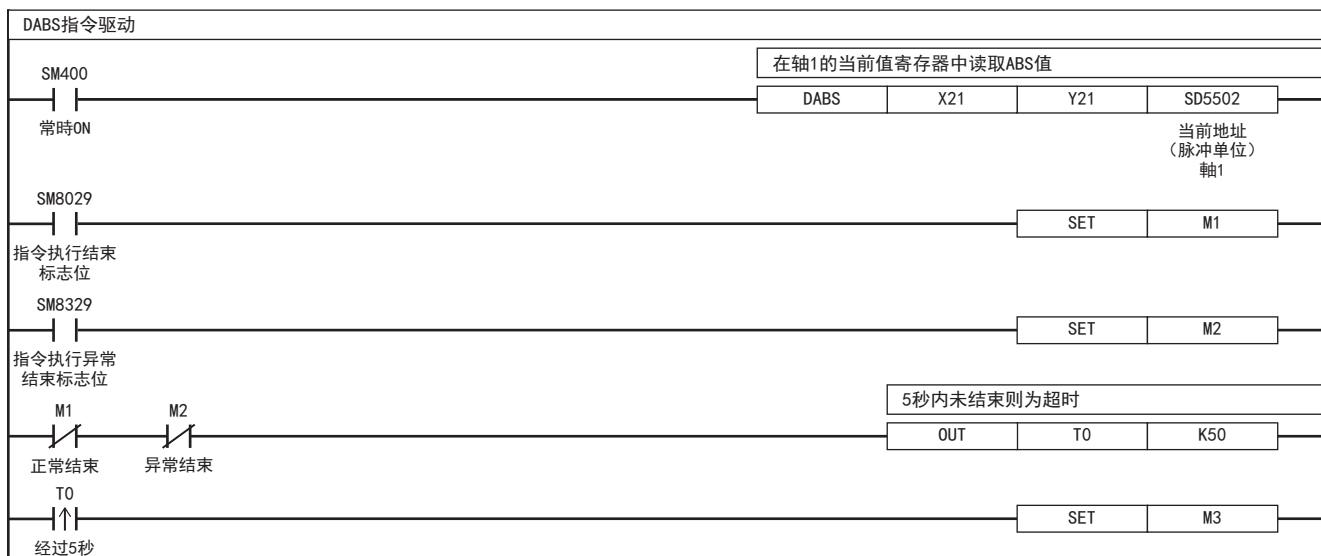 DABS指令驱动
在轴1的当前值寄存器中读取ABS值
SM400
DABS X21 Y21 SD5502
常時ON
当前地址
（脉冲单位）
軸1
SM8029
SET M1
指令执行结束
标志位
SM8329
SET M2
指令执行异常
结束标志位
5秒内未结束则为超时
M1 M2
OUT T0 K50
正常结束 异常结束
T0
SET M3
经过5秒